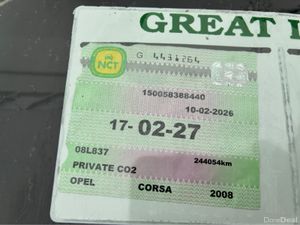 GREAT
NCT
G 4431264
150058388440
10-02-2026
17-02-27
08L837
244054km
PRIVATE CO2
OPEL CORSA 2008
DoneDeal